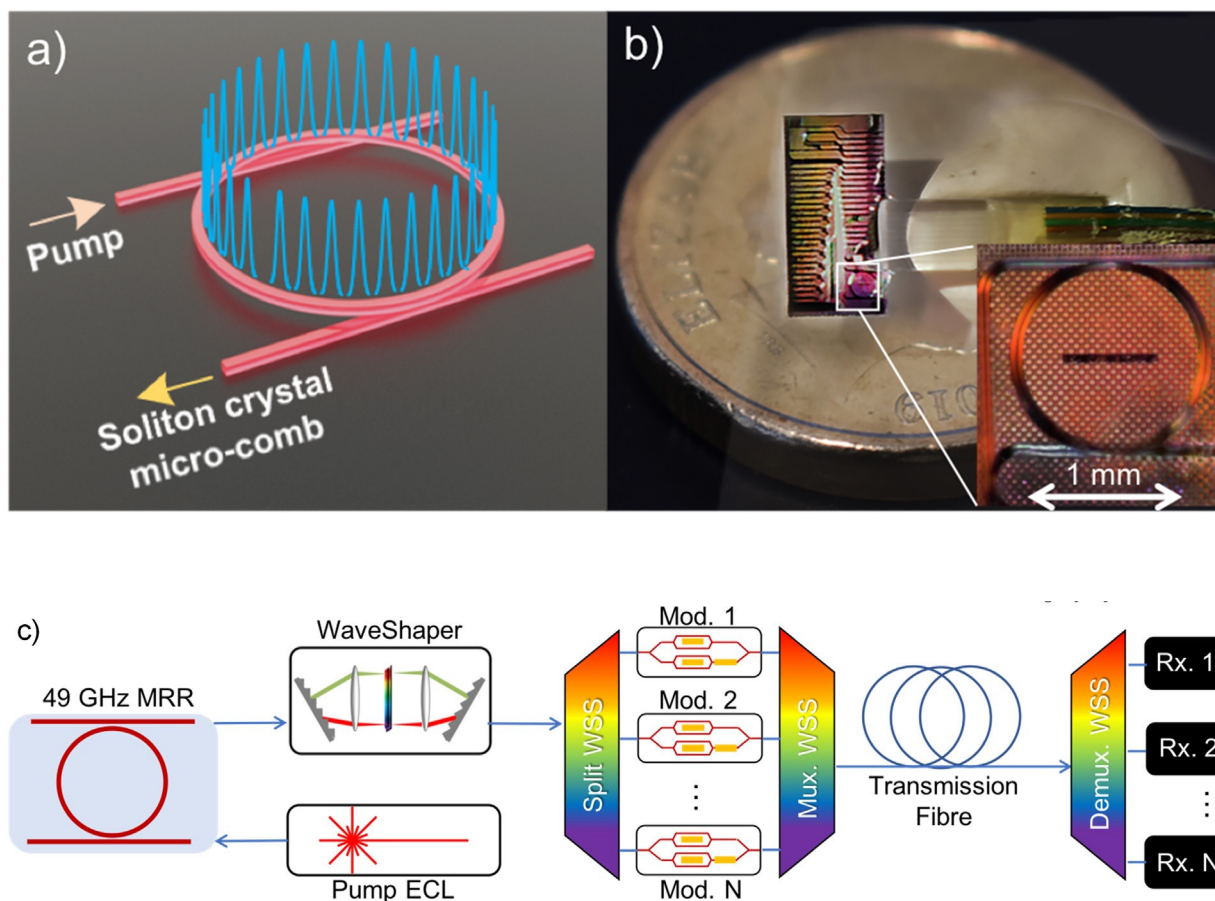 a)
Pump
Soliton crystal
micro-comb
b)
1 mm
c)
49 GHz MRR
WaveShaper
Pump ECL
Split WSS
Mod. 1
Mod. 2
⋮
Mod. N
Mux. WSS
Transmission
Fibre
Demux. WSS
Rx. 1
Rx. 2
⋮
Rx. N